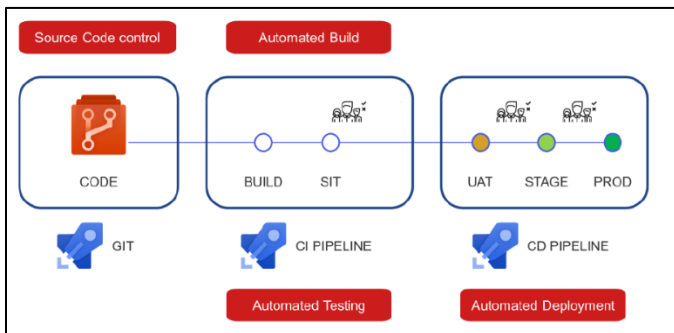 Source Code control
Automated Build
CODE
BUILD
SIT
UAT
STAGE
PROD
GIT
CI PIPELINE
CD PIPELINE
Automated Testing
Automated Deployment